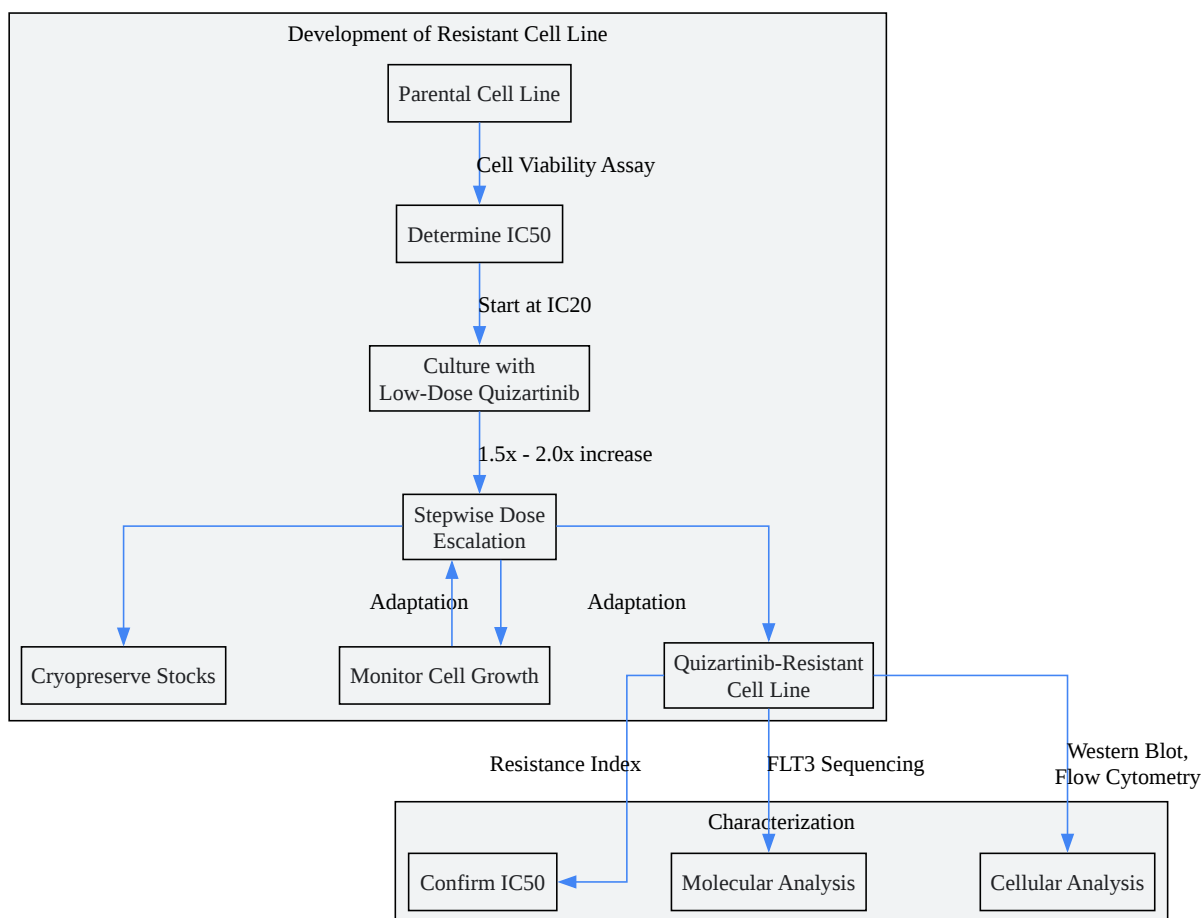 Development of Resistant Cell Line
Parental Cell Line
Cell Viability Assay
Determine IC50
Start at IC20
Culture with
Low-Dose Quizartinib
1.5x - 2.0x increase
Stepwise Dose
Escalation
Adaptation
Adaptation
Cryopreserve Stocks
Monitor Cell Growth
Quizartinib-Resistant
Cell Line
Resistance Index
FLT3 Sequencing
Western Blot,
Flow Cytometry
Characterization
Confirm IC50
Molecular Analysis
Cellular Analysis